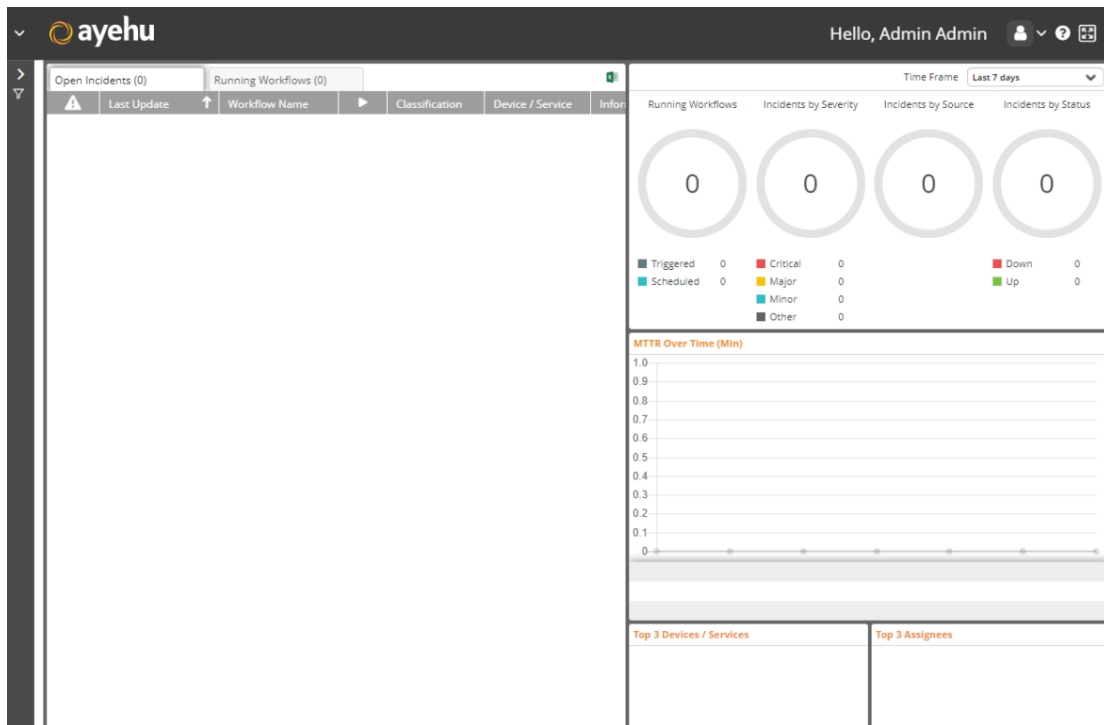 ayehu
Hello, Admin Admin
Open Incidents (0)
Running Workflows (0)
Last Update
Workflow Name
Classification
Device / Service
Infor
Time Frame
Last 7 days
Running Workflows
Incidents by Severity
Incidents by Source
Incidents by Status
0
0
0
0
Triggered 0
Scheduled 0
Critical 0
Major 0
Minor 0
Other 0
Down 0
Up 0
MTTR Over Time (Min)
1.0
0.9
0.8
0.7
0.6
0.5
0.4
0.3
0.2
0.1
0
Top 3 Devices / Services
Top 3 Assignees